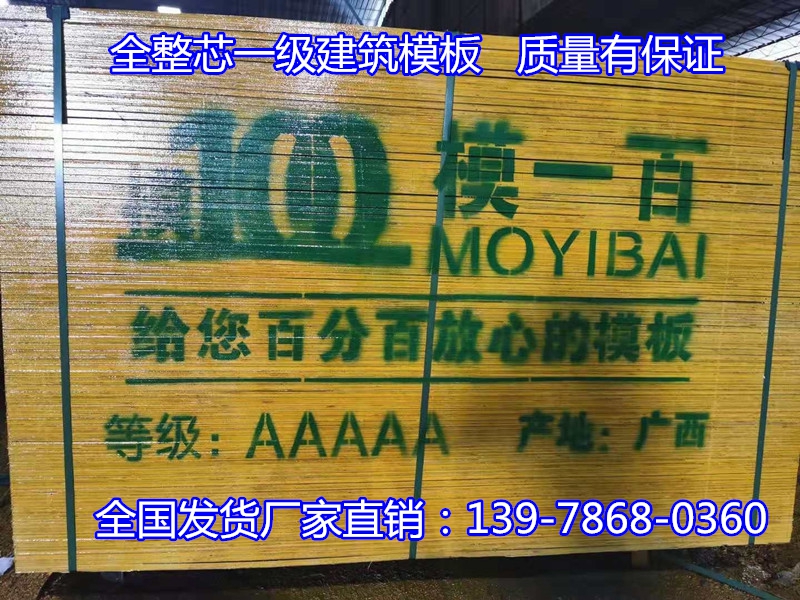 全整芯一级建筑模板 质量有保证
100
模一百
MOYIBAI
给您百分百放心的模板
等级：AAAAA 产地：广西
全国发货厂家直销：139-7868-0360